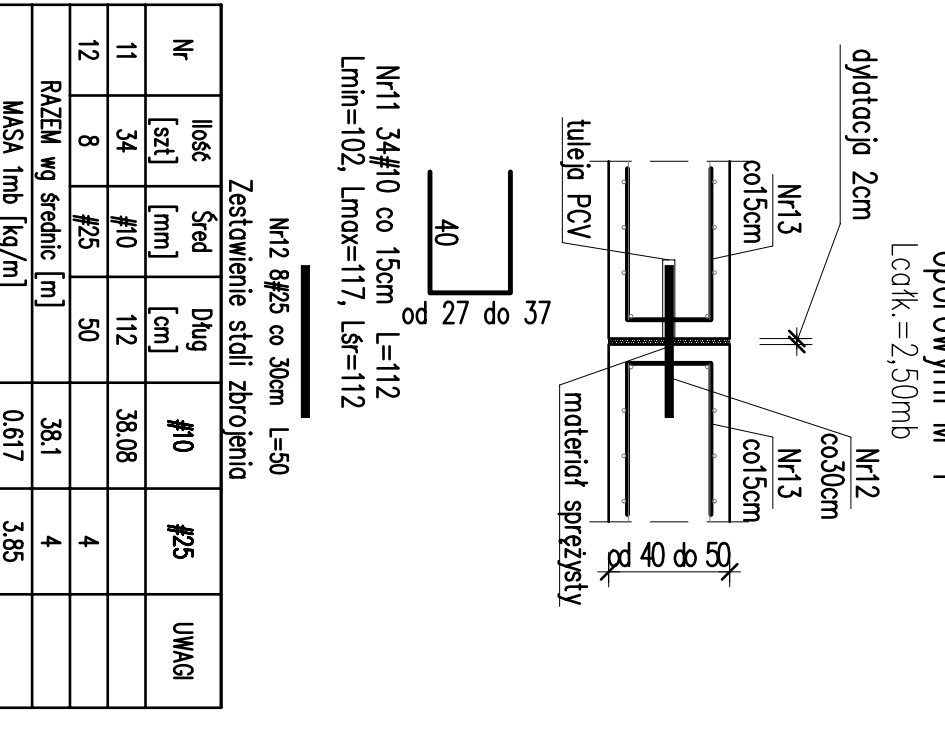 Lcałk.=2,50mb
dylatacja 2cm
Nr13
co15cm
Nr12
co30cm
Nr13
co15cm
tuleja PCV
materiał sprężysty
od 40 do 50
40
od 27 do 37
Nr11 34#10 co 15cm L=112
Lmin=102, Lmax=117, Lśr=112
Nr12 8#25 co 30cm L=50
Zestawienie stali zbrojenia
Nr Ilość [szt] Śred [mm] Dług [cm] #10 #25 UWAGI
11 34 #10 112 38.08
12 8 #25 50 4
RAZEM wg średnic [m] 38.1 4
MASA 1mb [kg/m] 0.617 3.85